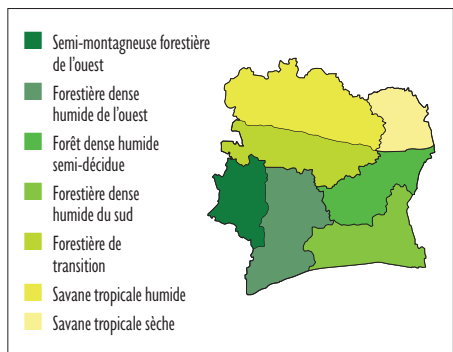 Semi-montagneuse forestière
de l'ouest
Forestière dense
humide de l'ouest
Forêt dense humide
semi-décidue
Forestière dense
humide du sud
Forestière de
transition
Savane tropicale humide
Savane tropicale sèche